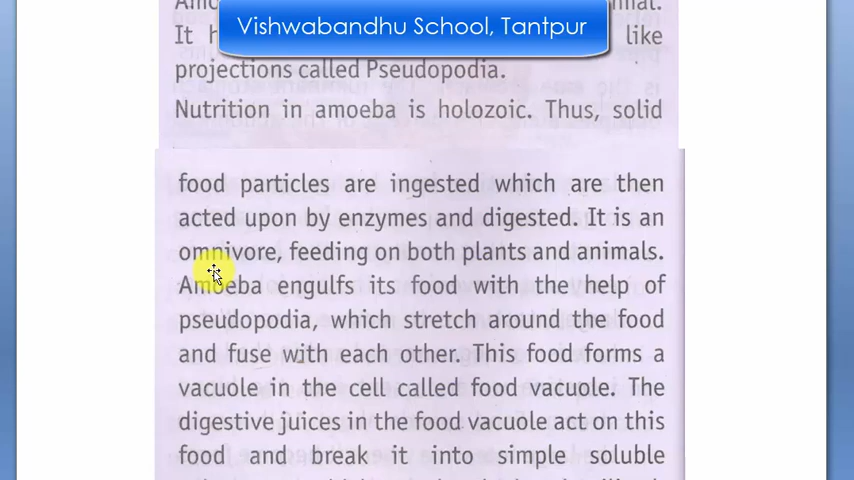 Vishwabandhu School, Tantpur
It like
projections called Pseudopodia.
Nutrition in amoeba is holozoic. Thus, solid
food particles are ingested which are then
acted upon by enzymes and digested. It is an
omnivore, feeding on both plants and animals.
Amoeba engulfs its food with the help of
pseudopodia, which stretch around the food
and fuse with each other. This food forms a
vacuole in the cell called food vacuole. The
digestive juices in the food vacuole act on this
food and break it into simple soluble